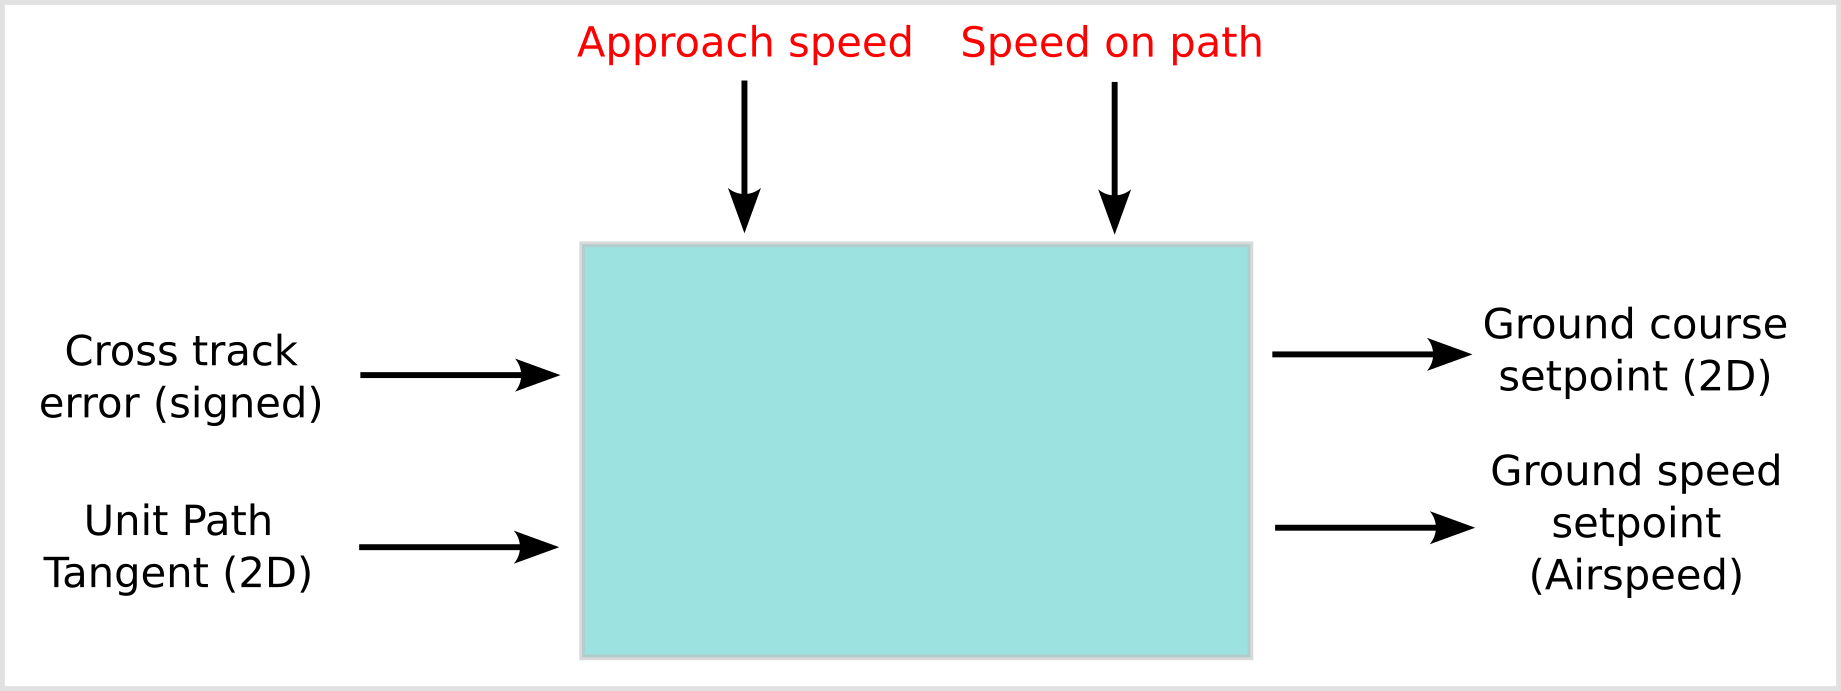 Approach speed
Speed on path
Cross track
error (signed)
Unit Path
Tangent (2D)
Ground course
setpoint (2D)
Ground speed
setpoint
(Airspeed)